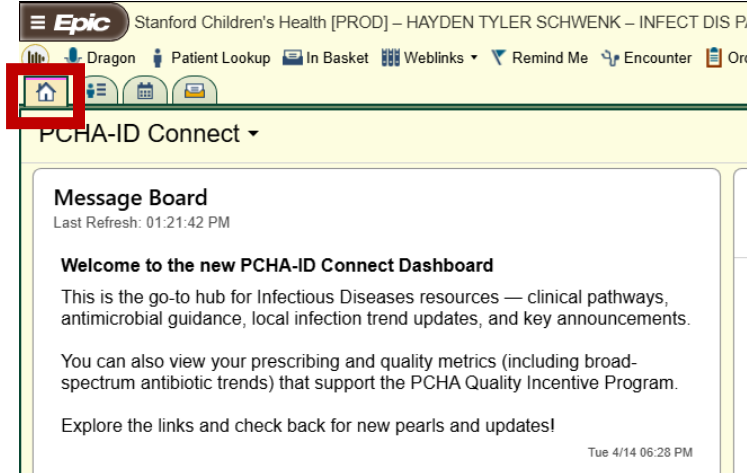 Epic Stanford Children's Health [PROD] – HAYDEN TYLER SCHWENK – INFECT DIS
Dragon Patient Lookup In Basket Weblinks Remind Me Encounter
PCHA-ID Connect
Message Board
Last Refresh: 01:21:42 PM
Welcome to the new PCHA-ID Connect Dashboard
This is the go-to hub for Infectious Diseases resources — clinical pathways,
antimicrobial guidance, local infection trend updates, and key announcements.
You can also view your prescribing and quality metrics (including broad-
spectrum antibiotic trends) that support the PCHA Quality Incentive Program.
Explore the links and check back for new pearls and updates!
Tue 4/14 06:28 PM